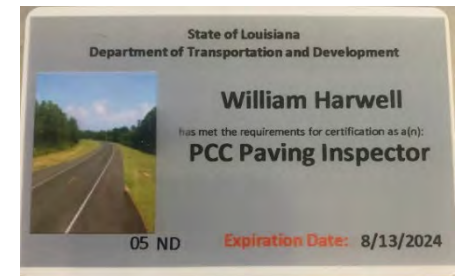 State of Louisiana
Department of Transportation and Development
William Harwell
has met the requirements for certification as a(n):
PCC Paving Inspector
05 ND
Expiration Date: 8/13/2024